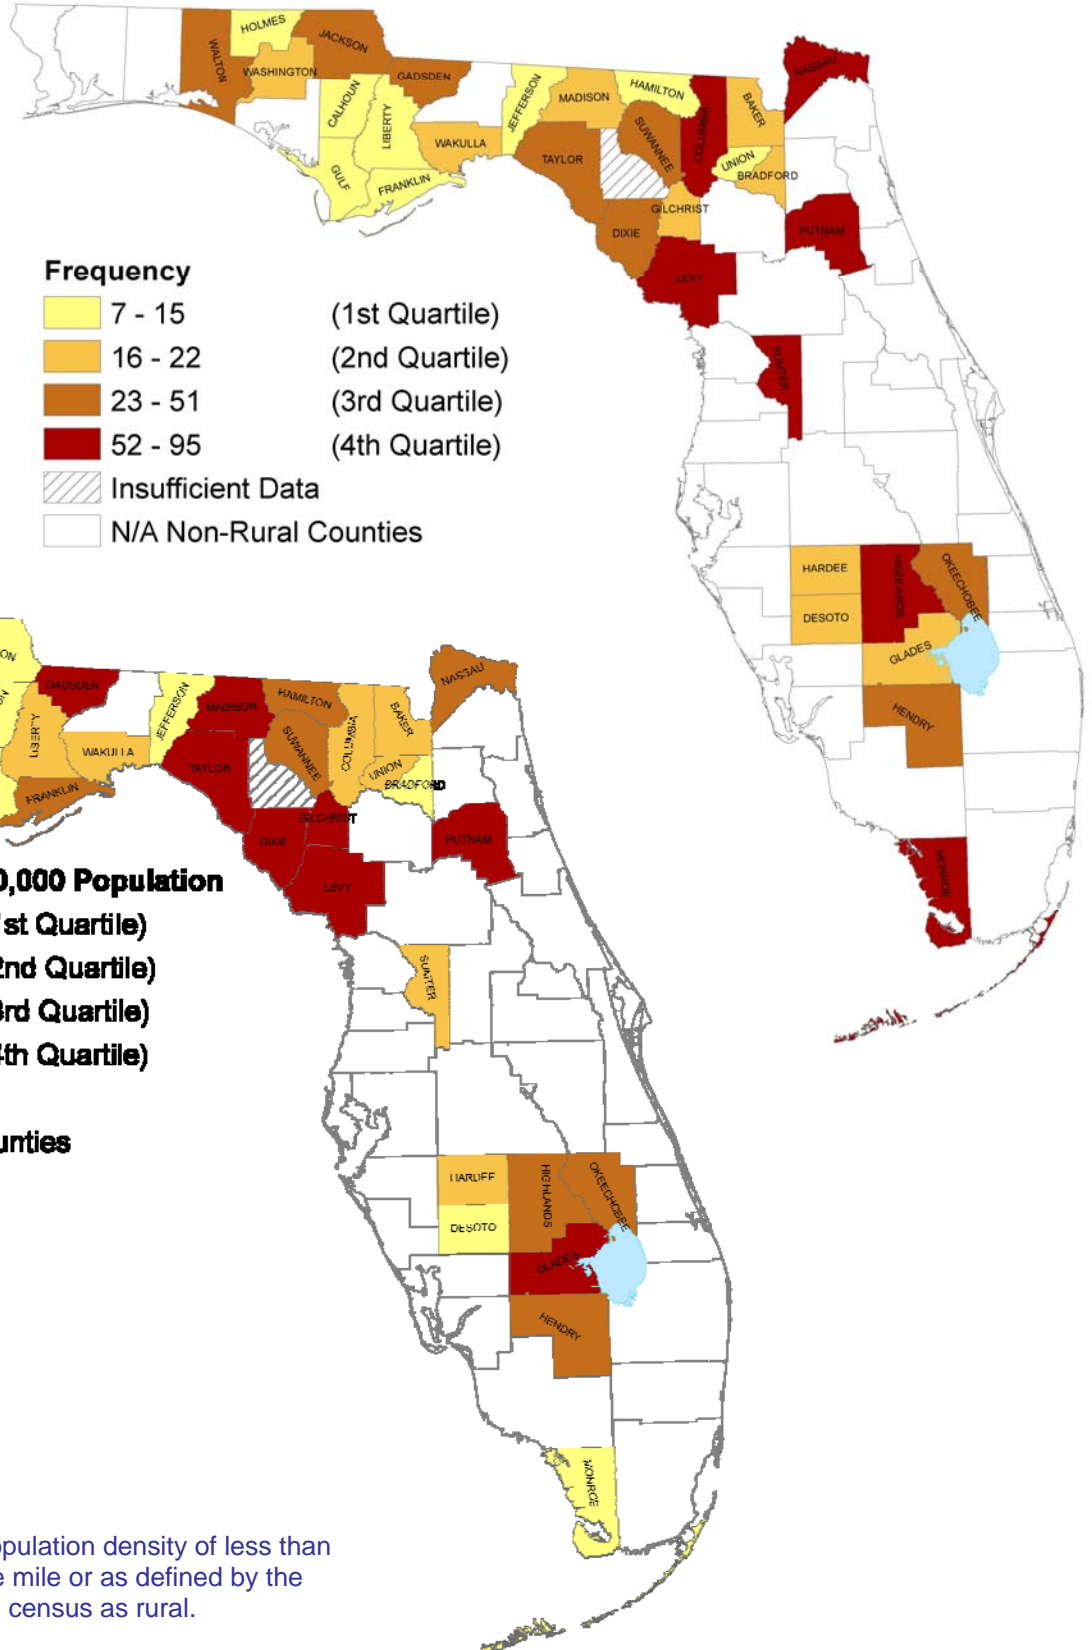 HOLMES
JACKSON
WALTON
WASHINGTON
GADSDEN
CALHOUN
LIBERTY
GULF
FRANKLIN
WAKULLA
JEFFERSON
MADISON
HAMILTON
TAYLOR
SUWANNEE
COLUMBIA
BAKER
NASSAU
UNION
BRADFORD
GILCHRIST
DIXIE
LEVY
PUTNAM
SUMTER
HARDEE
HIGHLANDS
OKEECHOBEE
DESOTO
GLADES
HENDRY
MONROE
Frequency
7 - 15 (1st Quartile)
16 - 22 (2nd Quartile)
23 - 51 (3rd Quartile)
52 - 95 (4th Quartile)
Insufficient Data
N/A Non-Rural Counties
ON
GADSDEN
LIBERTY
FRANKLIN
WAKULLA
JEFFERSON
MADISON
HAMILTON
TAYLOR
SUWANNEE
COLUMBIA
BAKER
NASSAU
UNION
BRADFORD
GILCHRIST
DIXIE
LEVY
PUTNAM
SUMTER
HARDEE
HIGHLANDS
OKEECHOBEE
DESOTO
GLADES
HENDRY
MONROE
0,000 Population
st Quartile)
2nd Quartile)
3rd Quartile)
4th Quartile)
unties
opulation density of less than
e mile or as defined by the
census as rural.